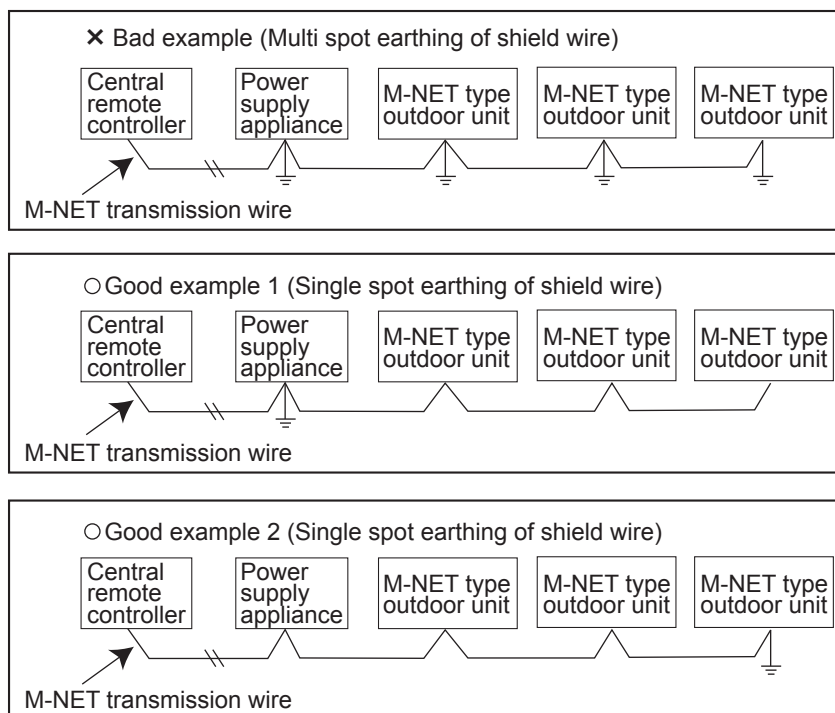 ✕ Bad example (Multi spot earthing of shield wire)
Central
remote
controller
Power
supply
appliance
M-NET type
outdoor unit
M-NET type
outdoor unit
M-NET type
outdoor unit
M-NET transmission wire
○ Good example 1 (Single spot earthing of shield wire)
Central
remote
controller
Power
supply
appliance
M-NET type
outdoor unit
M-NET type
outdoor unit
M-NET type
outdoor unit
M-NET transmission wire
○ Good example 2 (Single spot earthing of shield wire)
Central
remote
controller
Power
supply
appliance
M-NET type
outdoor unit
M-NET type
outdoor unit
M-NET type
outdoor unit
M-NET transmission wire